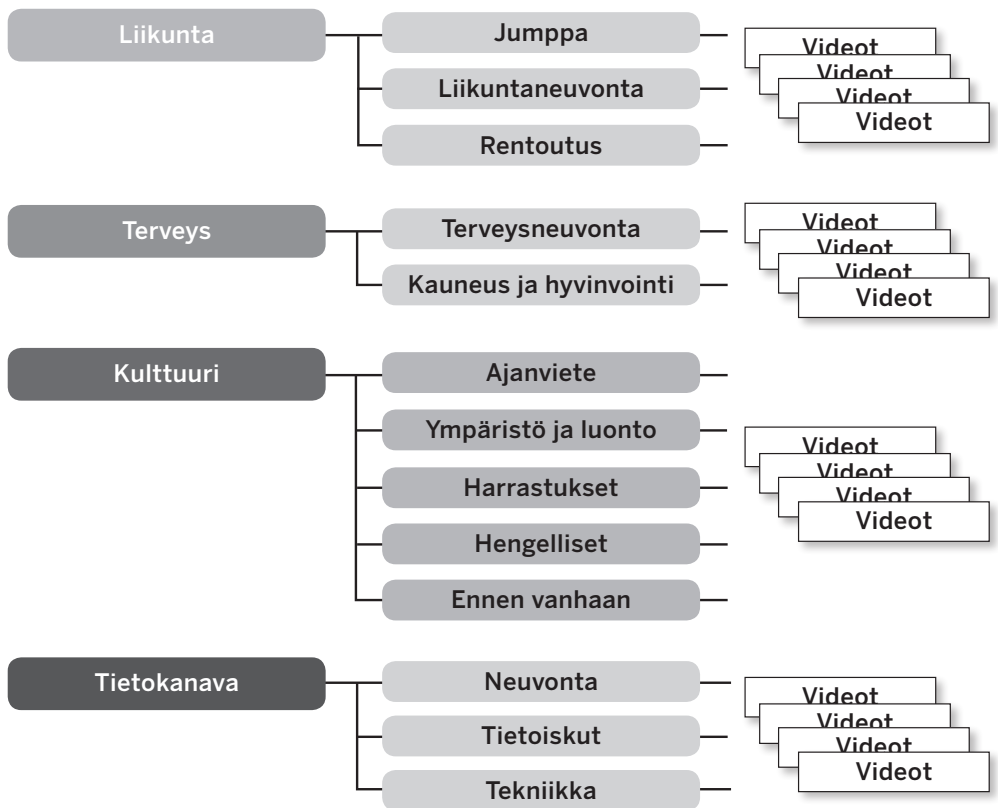 Liikunta
Jumppa
Liikuntaneuvonta
Rentoutus
Videot
Videot
Videot
Videot
Terveys
Terveysneuvonta
Kauneus ja hyvinvointi
Videot
Videot
Videot
Videot
Kulttuuri
Ajanviete
Ympäristö ja luonto
Harrastukset
Hengelliset
Ennen vanhaan
Videot
Videot
Videot
Videot
Tietokanava
Neuvonta
Tietoiskut
Tekniikka
Videot
Videot
Videot
Videot